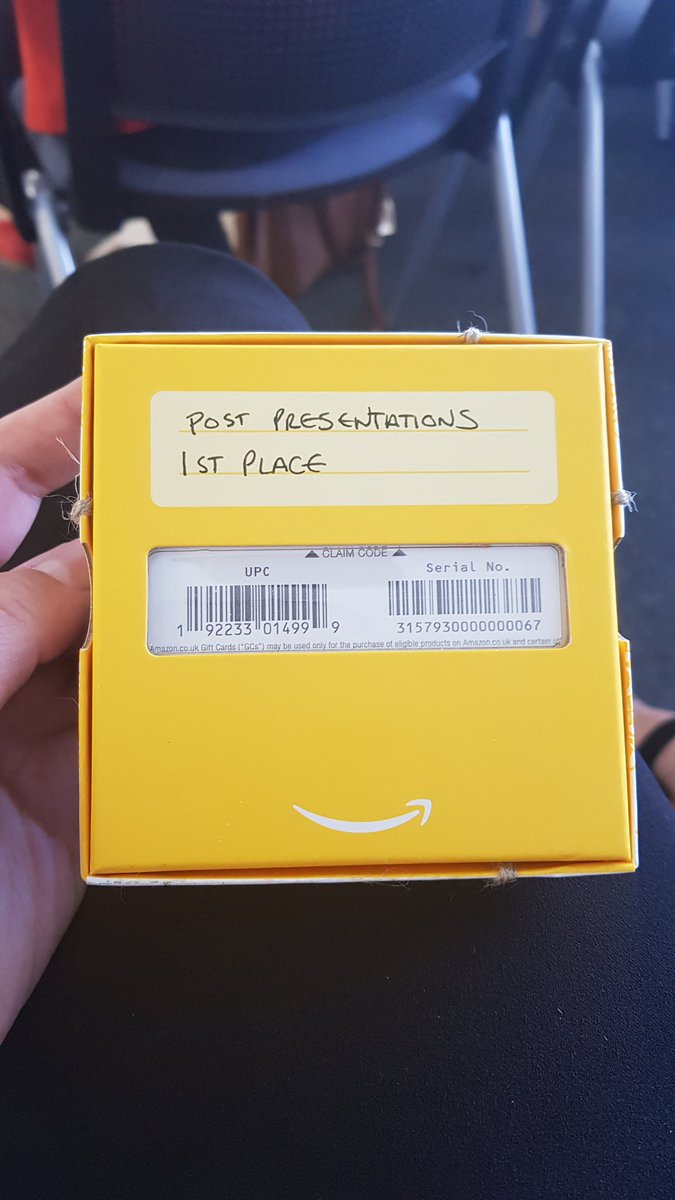 POST PRESENTATIONS
1ST PLACE
CLAIM CODE
UPC
Serial No.
1 92233 01499 9
3157930000000067
Amazon.co.uk Gift Cards ("GCs") may be used only for the purchase of eligible products on Amazon.co.uk and certain